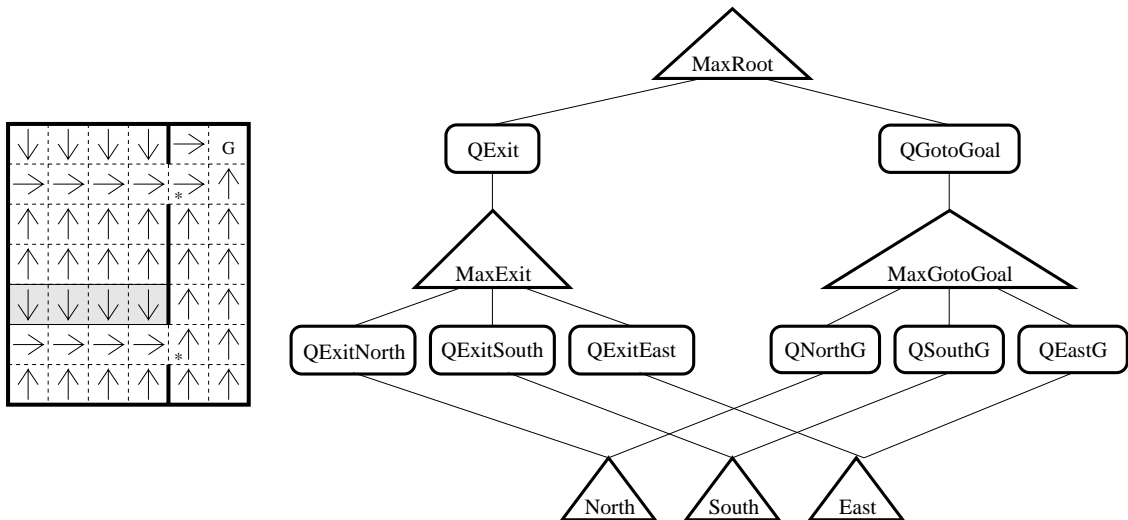 MaxRoot
G
QExit
QGotoGoal
*
MaxExit
MaxGotoGoal
QExitNorth
QExitSouth
QExitEast
QNorthG
QSouthG
QEastG
*
North
South
East